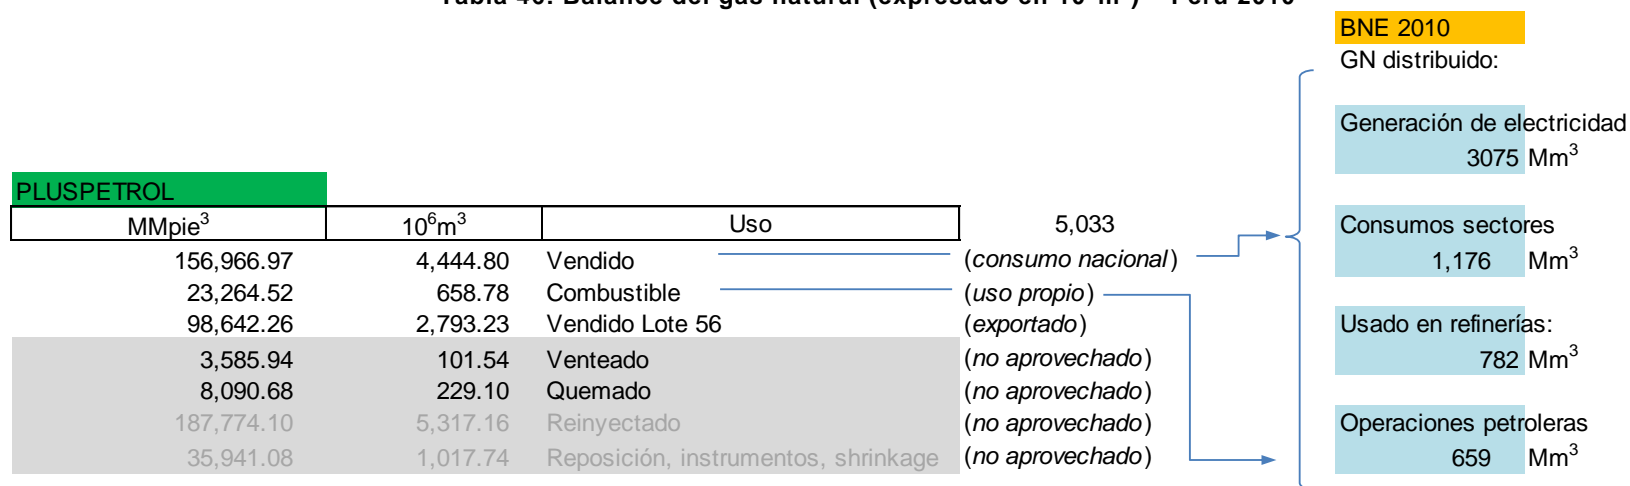 BNE 2010
GN distribuido:
Generación de electricidad
3075 Mm³
PLUSPETROL
MMpie³ 10⁶m³ Uso 5,033 Consumos sectores
156,966.97 4,444.80 Vendido (consumo nacional) 1,176 Mm³
23,264.52 658.78 Combustible (uso propio)
98,642.26 2,793.23 Vendido Lote 56 (exportado) Usado en refinerías:
3,585.94 101.54 Venteado (no aprovechado) 782 Mm³
8,090.68 229.10 Quemado (no aprovechado)
187,774.10 5,317.16 Reinyectado (no aprovechado) Operaciones petroleras
35,941.08 1,017.74 Reposición, instrumentos, shrinkage (no aprovechado) 659 Mm³